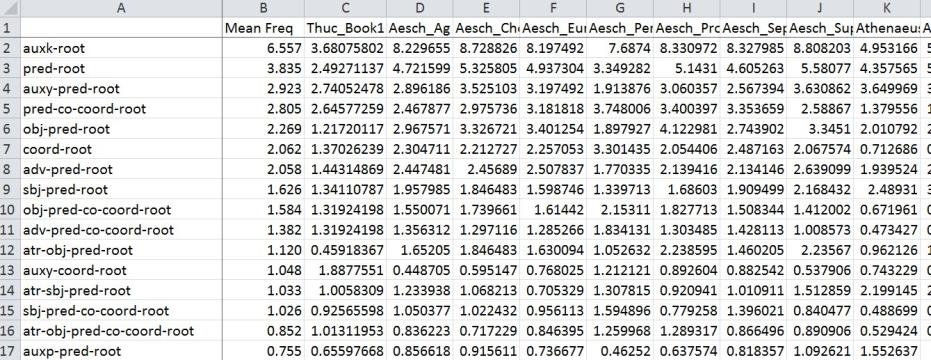 A B C D E F G H I J K
1 Mean Freq Thuc_Book1 Aesch_Ag Aesch_Cho Aesch_Eur Aesch_Per Aesch_Pro Aesch_Sep Aesch_Sup Athenaeus
2 auxk-root 6.557 3.68075802 8.229655 8.728826 8.197492 7.6874 8.330972 8.327985 8.808203 4.953166
3 pred-root 3.835 2.49271137 4.721599 5.325805 4.937304 3.349282 5.1431 4.605263 5.58077 4.357565
4 auxy-pred-root 2.923 2.74052478 2.896186 3.525103 3.197492 1.913876 3.060357 2.567394 3.630862 3.649969
5 pred-co-coord-root 2.805 2.64577259 2.467877 2.975736 3.181818 3.748006 3.400397 3.353659 2.58867 1.379556
6 obj-pred-root 2.269 1.21720117 2.967571 3.326721 3.401254 1.897927 4.122981 2.743902 3.3451 2.010792
7 coord-root 2.062 1.37026239 2.304711 2.212727 2.257053 3.301435 2.054406 2.487163 2.067574 0.712686
8 adv-pred-root 2.058 1.44314869 2.447481 2.45689 2.507837 1.770335 2.139416 2.134146 2.639099 1.939524
9 sbj-pred-root 1.626 1.34110787 1.957985 1.846483 1.598746 1.339713 1.68603 1.909499 2.168432 2.48931
10 obj-pred-co-coord-root 1.584 1.31924198 1.550071 1.739661 1.61442 2.15311 1.827713 1.508344 1.412002 0.671961
11 adv-pred-co-coord-root 1.382 1.31924198 1.356312 1.297116 1.285266 1.834131 1.303485 1.428113 1.008573 0.473427
12 atr-obj-pred-root 1.120 0.45918367 1.65205 1.846483 1.630094 1.052632 2.238595 1.460205 2.23567 0.962126
13 auxy-coord-root 1.048 1.8877551 0.448705 0.595147 0.768025 1.212121 0.892604 0.882542 0.537906 0.743229
14 atr-sbj-pred-root 1.033 1.0058309 1.233938 1.068213 0.705329 1.307815 0.920941 1.010911 1.512859 2.199145
15 sbj-pred-co-coord-root 1.026 0.92565598 1.050377 1.022432 0.956113 1.594896 0.779258 1.396021 0.840477 0.488699
16 atr-obj-pred-co-coord-root 0.852 1.01311953 0.836223 0.717229 0.846395 1.259968 1.289317 0.866496 0.890906 0.529424
17 auxp-pred-root 0.755 0.65597668 0.856618 0.915611 0.736677 0.46252 0.637574 0.818357 1.092621 1.552637